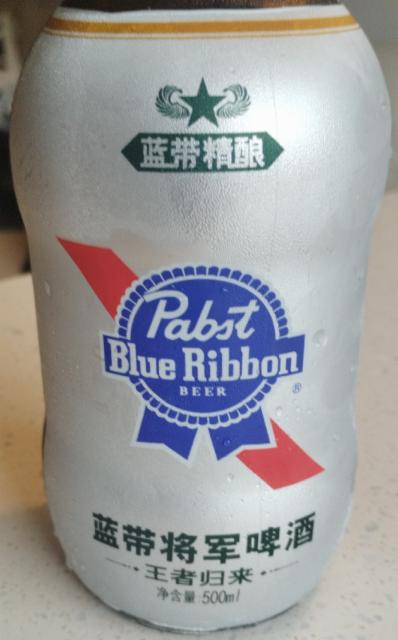 蓝带精酿
Pabst
Blue Ribbon
BEER
®
蓝带将军啤酒
王者归来
净含量:500ml